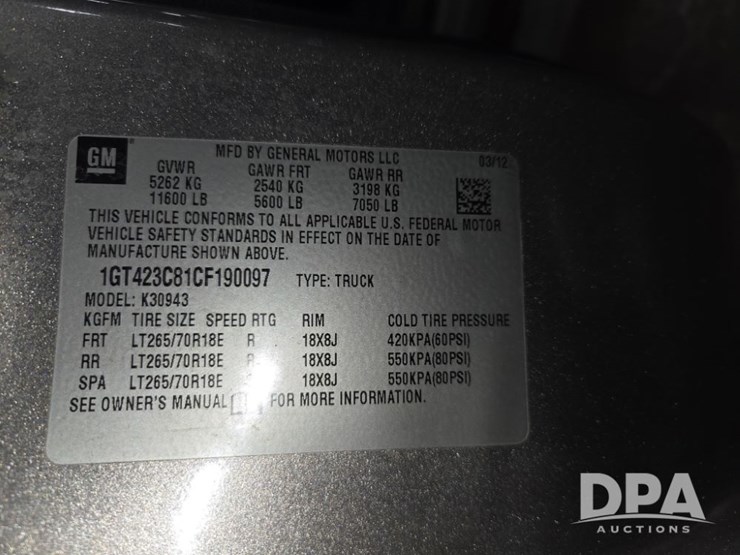 GM
MFD BY GENERAL MOTORS LLC 03/12
GVWR GAWR FRT GAWR RR
5262 KG 2540 KG 3198 KG
11600 LB 5600 LB 7050 LB
THIS VEHICLE CONFORMS TO ALL APPLICABLE U.S. FEDERAL MOTOR
VEHICLE SAFETY STANDARDS IN EFFECT ON THE DATE OF
MANUFACTURE SHOWN ABOVE.
1GT423C81CF190097 TYPE: TRUCK
MODEL: K30943
KGFM TIRE SIZE SPEED RTG RIM COLD TIRE PRESSURE
FRT LT265/70R18E R 18X8J 420KPA(60PSI)
RR LT265/70R18E R 18X8J 550KPA(80PSI)
SPA LT265/70R18E 18X8J 550KPA(80PSI)
SEE OWNER'S MANUAL FOR MORE INFORMATION.
DPA
AUCTIONS